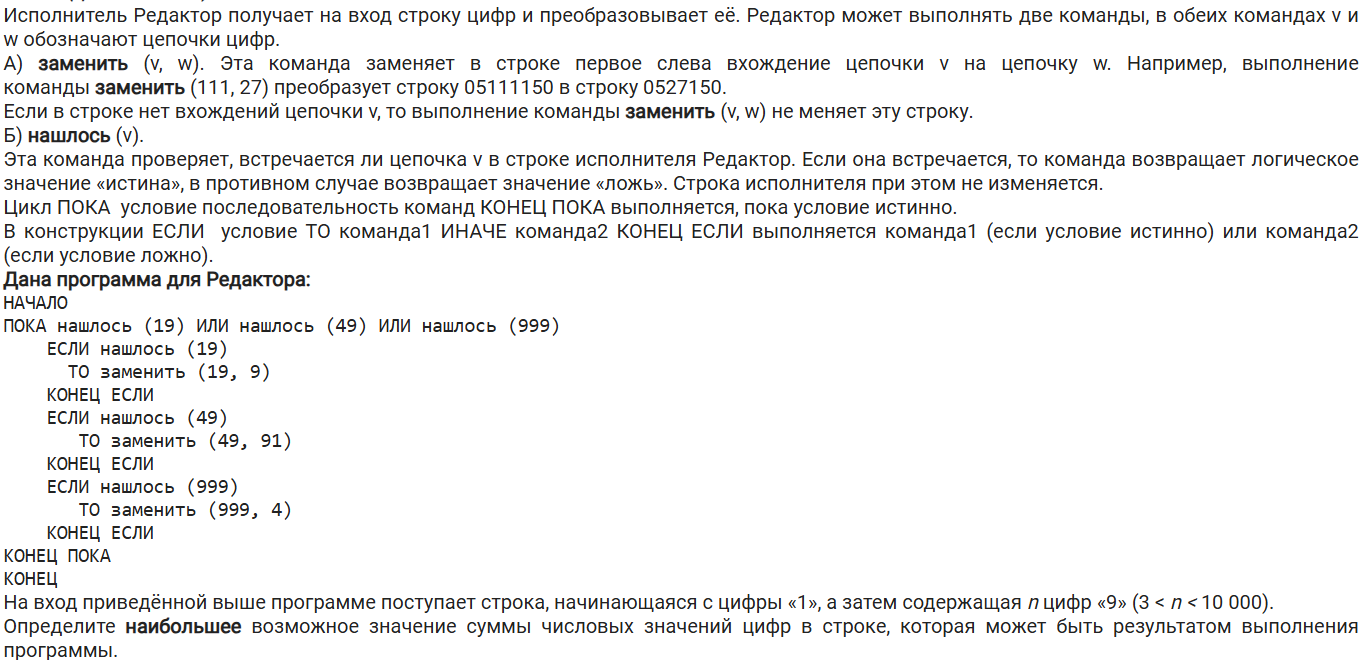 Исполнитель Редактор получает на вход строку цифр и преобразовывает её. Редактор может выполнять две команды, в обеих командах v и
w обозначают цепочки цифр.
А) заменить (v, w). Эта команда заменяет в строке первое слева вхождение цепочки v на цепочку w. Например, выполнение
команды заменить (111, 27) преобразует строку 05111150 в строку 0527150.
Если в строке нет вхождений цепочки v, то выполнение команды заменить (v, w) не меняет эту строку.
Б) нашлось (v).
Эта команда проверяет, встречается ли цепочка v в строке исполнителя Редактор. Если она встречается, то команда возвращает логическое
значение «истина», в противном случае возвращает значение «ложь». Строка исполнителя при этом не изменяется.
Цикл ПОКА условие последовательность команд КОНЕЦ ПОКА выполняется, пока условие истинно.
В конструкции ЕСЛИ условие ТО команда1 ИНАЧЕ команда2 КОНЕЦ ЕСЛИ выполняется команда1 (если условие истинно) или команда2
(если условие ложно).
Дана программа для Редактора:
НАЧАЛО
ПОКА нашлось (19) ИЛИ нашлось (49) ИЛИ нашлось (999)
ЕСЛИ нашлось (19)
ТО заменить (19, 9)
КОНЕЦ ЕСЛИ
ЕСЛИ нашлось (49)
ТО заменить (49, 91)
КОНЕЦ ЕСЛИ
ЕСЛИ нашлось (999)
ТО заменить (999, 4)
КОНЕЦ ЕСЛИ
КОНЕЦ ПОКА
КОНЕЦ
На вход приведённой выше программе поступает строка, начинающаяся с цифры «1», а затем содержащая n цифр «9» (3 < n < 10 000).
Определите наибольшее возможное значение суммы числовых значений цифр в строке, которая может быть результатом выполнения
программы.